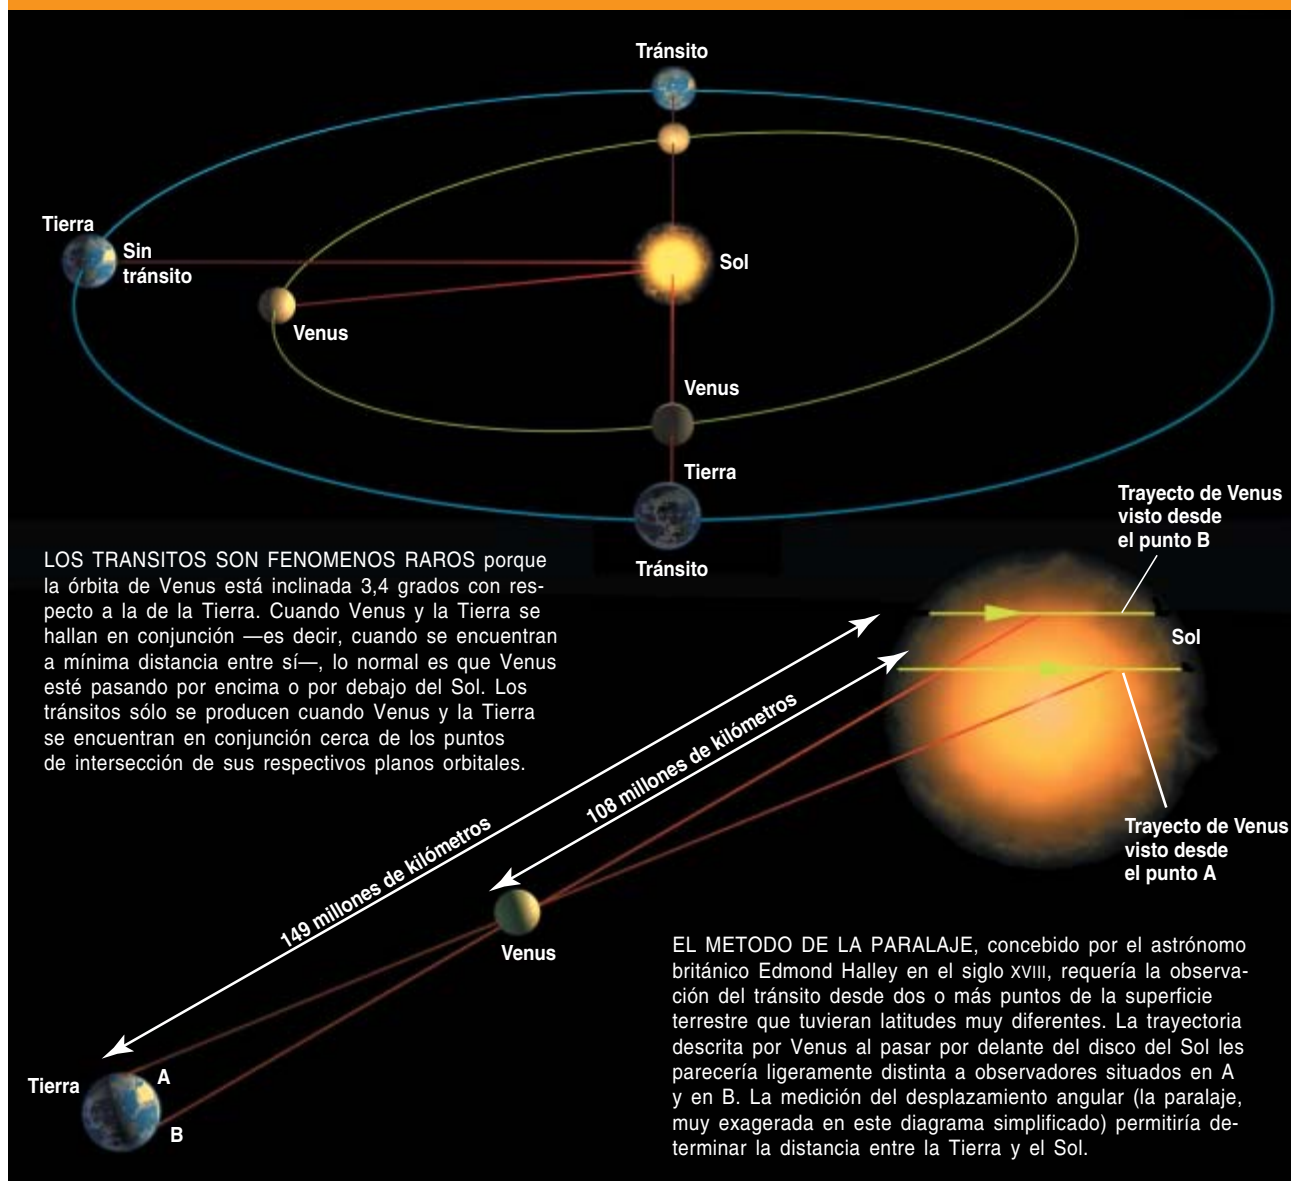 Tránsito
Tierra
Sin
tránsito
Sol
Venus
Venus
Tierra
Tránsito
Trayecto de Venus
visto desde
el punto B
Sol
LOS TRANSITOS SON FENOMENOS RAROS porque
la órbita de Venus está inclinada 3,4 grados con res-
pecto a la de la Tierra. Cuando Venus y la Tierra se
hallan en conjunción —es decir, cuando se encuentran
a mínima distancia entre sí—, lo normal es que Venus
esté pasando por encima o por debajo del Sol. Los
tránsitos sólo se producen cuando Venus y la Tierra
se encuentran en conjunción cerca de los puntos
de intersección de sus respectivos planos orbitales.
149 millones de kilómetros
108 millones de kilómetros
Trayecto de Venus
visto desde
el punto A
Venus
Tierra
A
B
EL METODO DE LA PARALAJE, concebido por el astrónomo
británico Edmond Halley en el siglo XVIII, requería la observa-
ción del tránsito desde dos o más puntos de la superficie
terrestre que tuvieran latitudes muy diferentes. La trayectoria
descrita por Venus al pasar por delante del disco del Sol les
parecería ligeramente distinta a observadores situados en A
y en B. La medición del desplazamiento angular (la paralaje,
muy exagerada en este diagrama simplificado) permitiría de-
terminar la distancia entre la Tierra y el Sol.